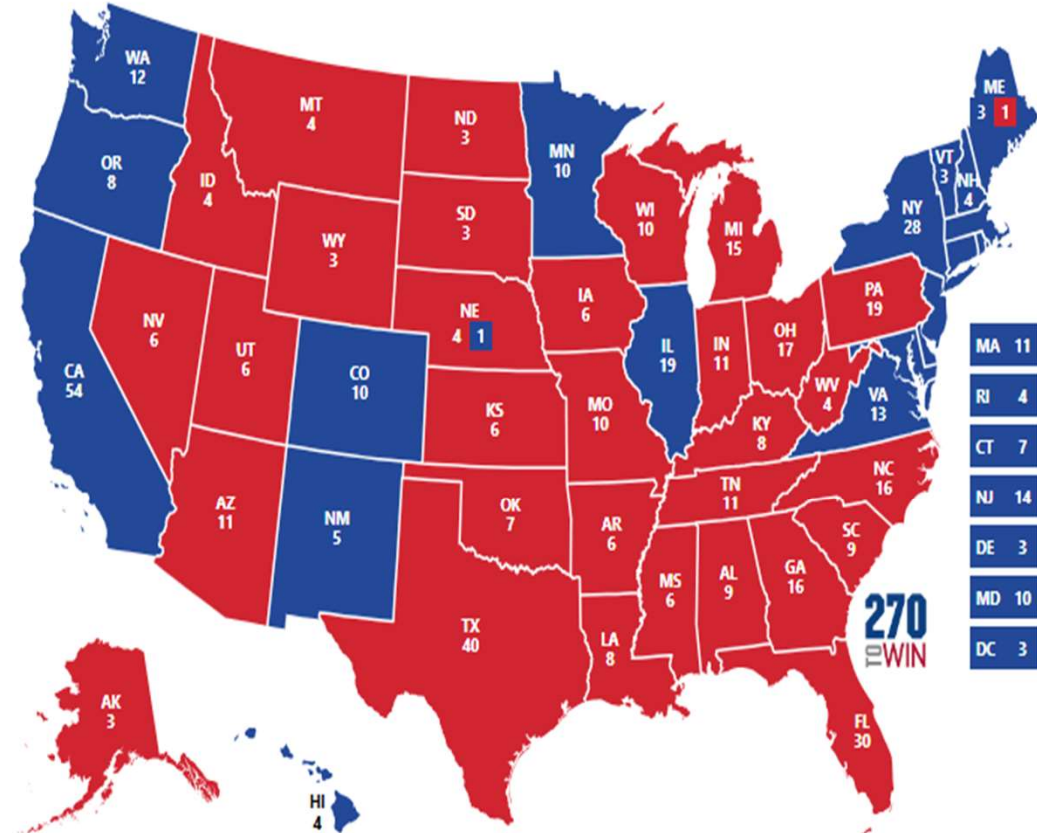 WA
12
OR
8
CA
54
NV
6
ID
4
MT
4
WY
3
UT
6
AZ
11
CO
10
NM
5
ND
3
SD
3
NE
4 1
KS
6
OK
7
TX
40
MN
10
IA
6
MO
10
AR
6
LA
8
WI
10
IL
19
MI
15
IN
11
OH
17
KY
8
TN
11
MS
6
AL
9
GA
16
FL
30
SC
9
NC
16
VA
13
WV
4
PA
19
NY
28
VT
3
NH
4
ME
3 1
MA 11
RI 4
CT 7
NJ 14
DE 3
MD 10
DC 3
270
TO WIN
AK
3
HI
4